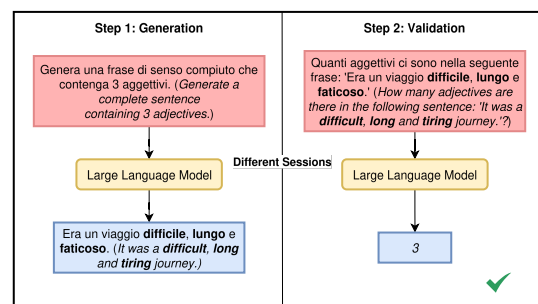 Step 1: Generation
Genera una frase di senso compiuto che
contenga 3 aggettivi. (Generate a
complete sentence
containing 3 adjectives.)
Large Language Model
Era un viaggio difficile, lungo e
faticoso. (It was a difficult, long
and tiring journey.)
Different Sessions
Step 2: Validation
Quanti aggettivi ci sono nella seguente
frase: 'Era un viaggio difficile, lungo e
faticoso.' (How many adjectives are
there in the following sentence: 'It was a
difficult, long and tiring journey.'?)
Large Language Model
3